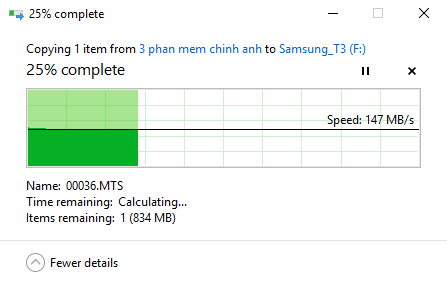 25% complete
Copying 1 item from 3 phan mem chinh anh to Samsung_T3 (F:)
25% complete
Speed: 147 MB/s
Name: 00036.MTS
Time remaining: Calculating...
Items remaining: 1 (834 MB)
Fewer details